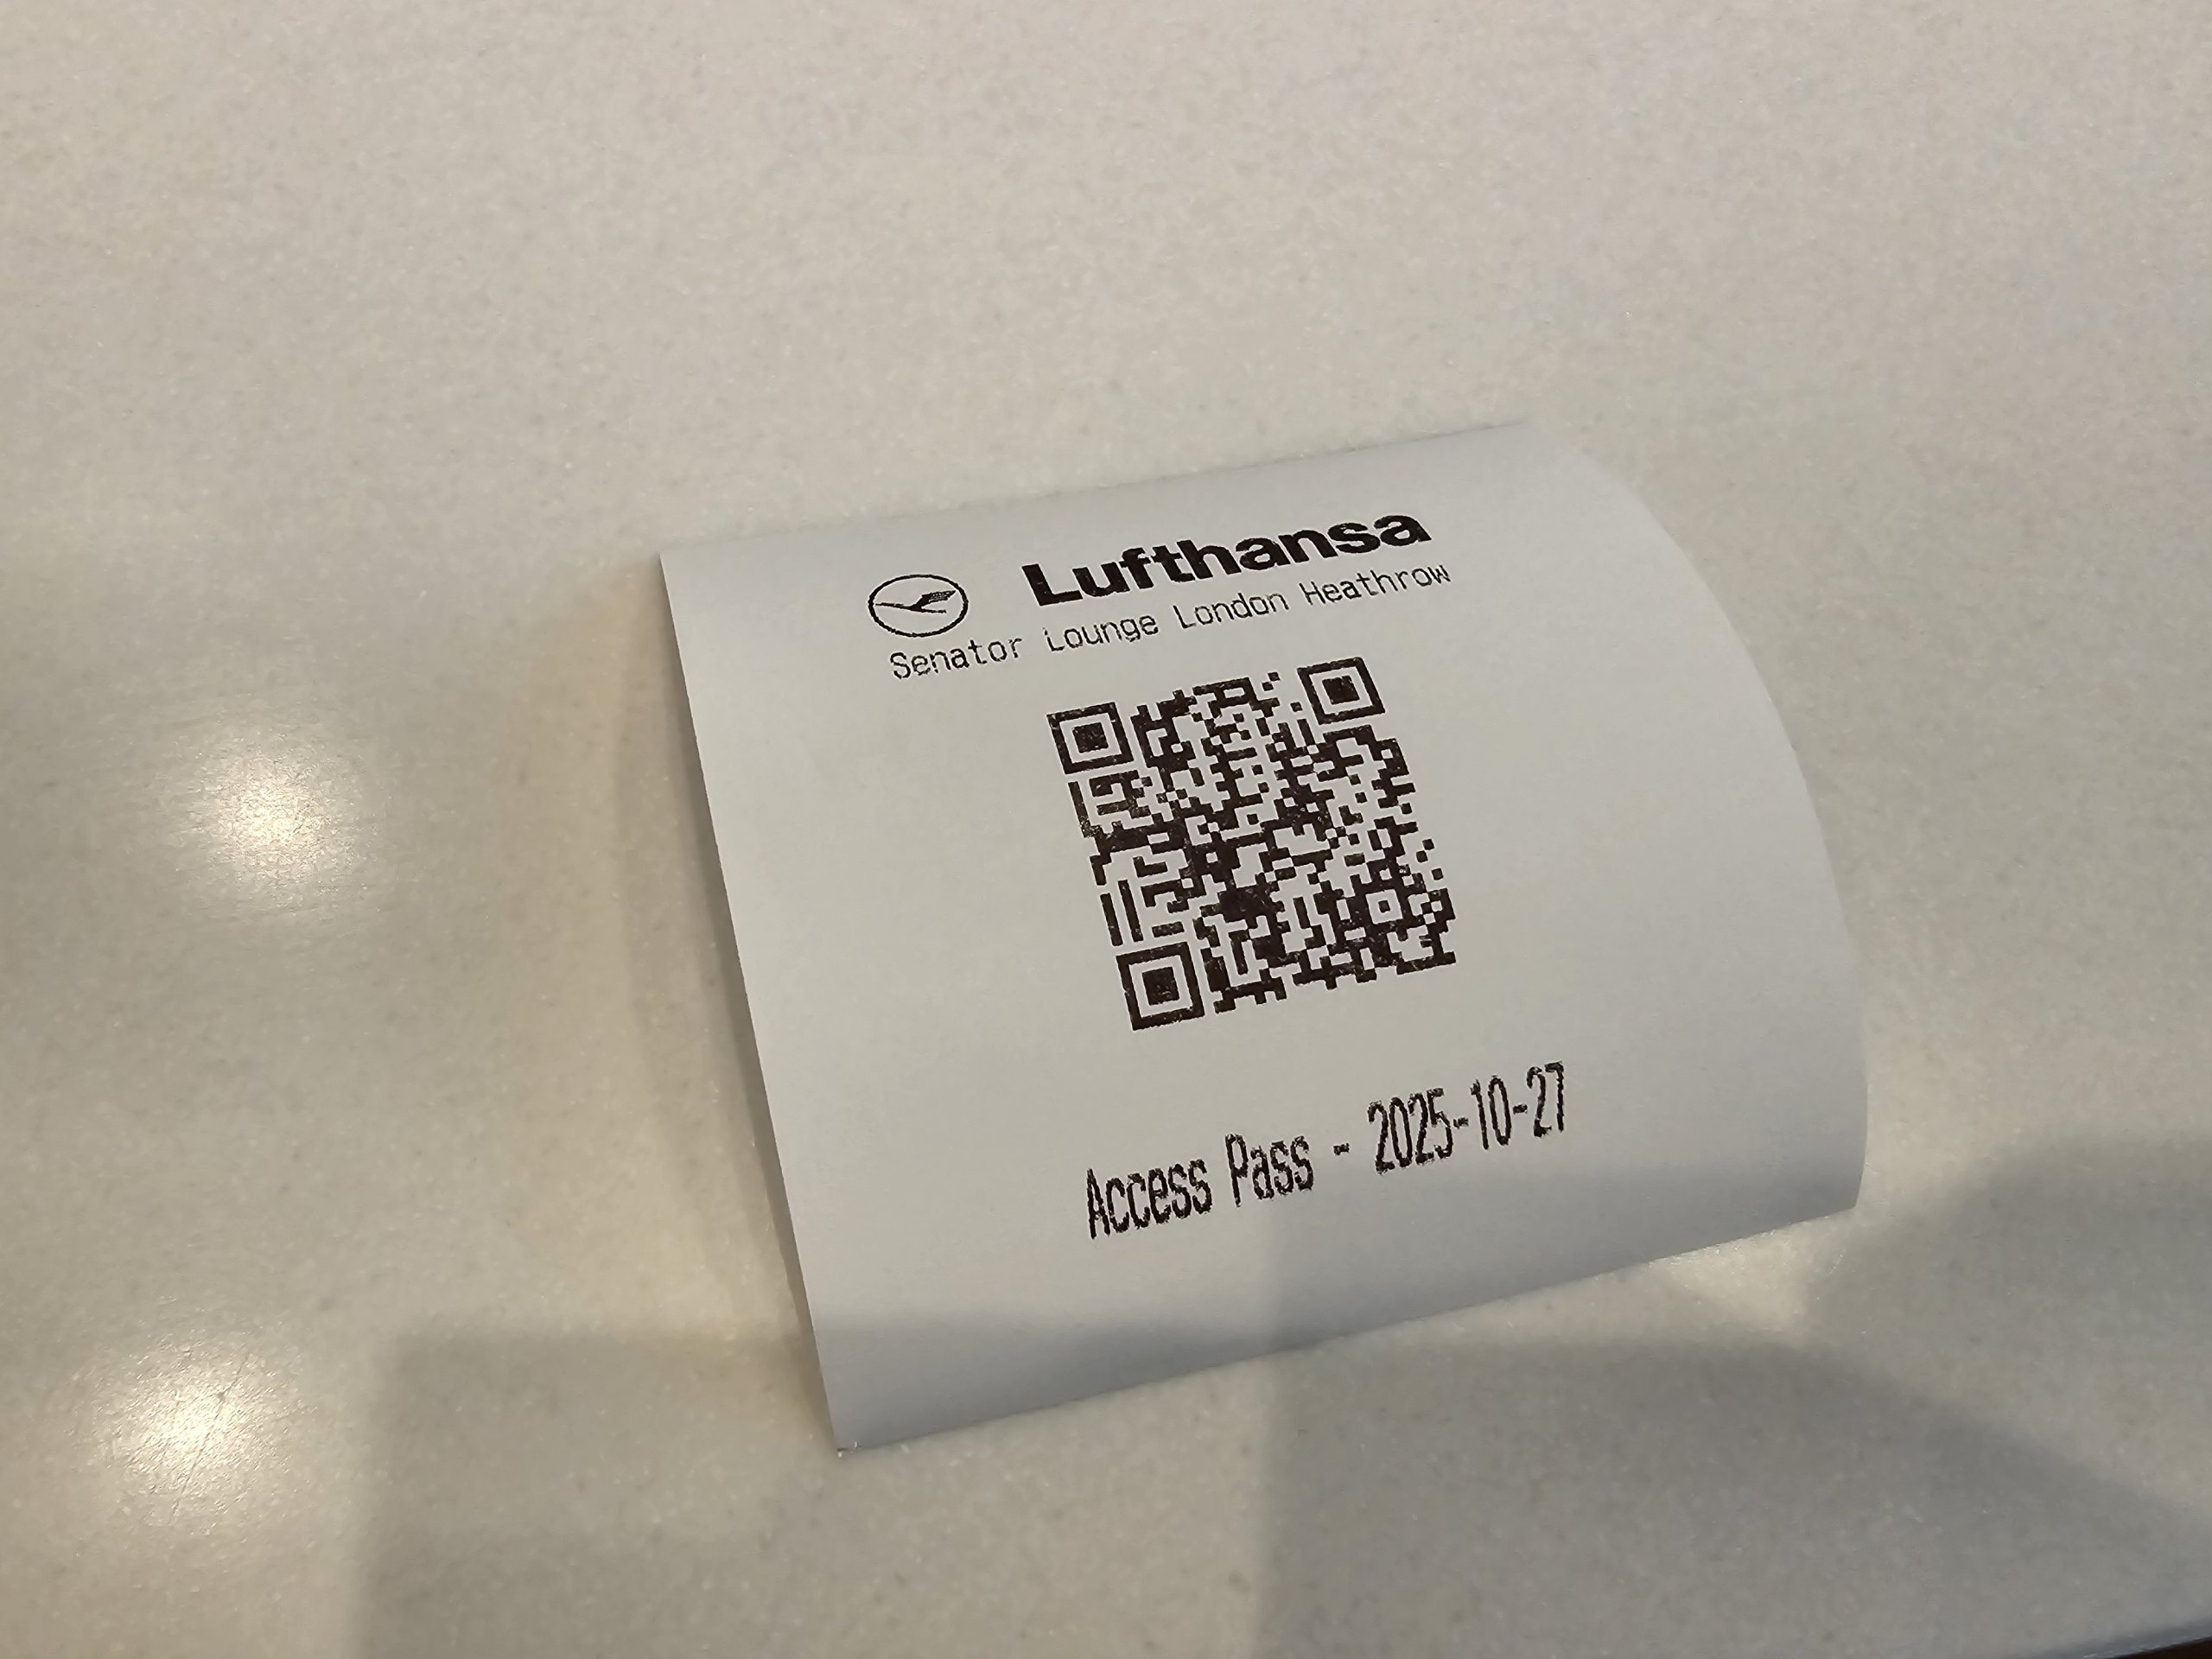 Lufthansa
Senator Lounge London Heathrow
Access Pass - 2025-10-27